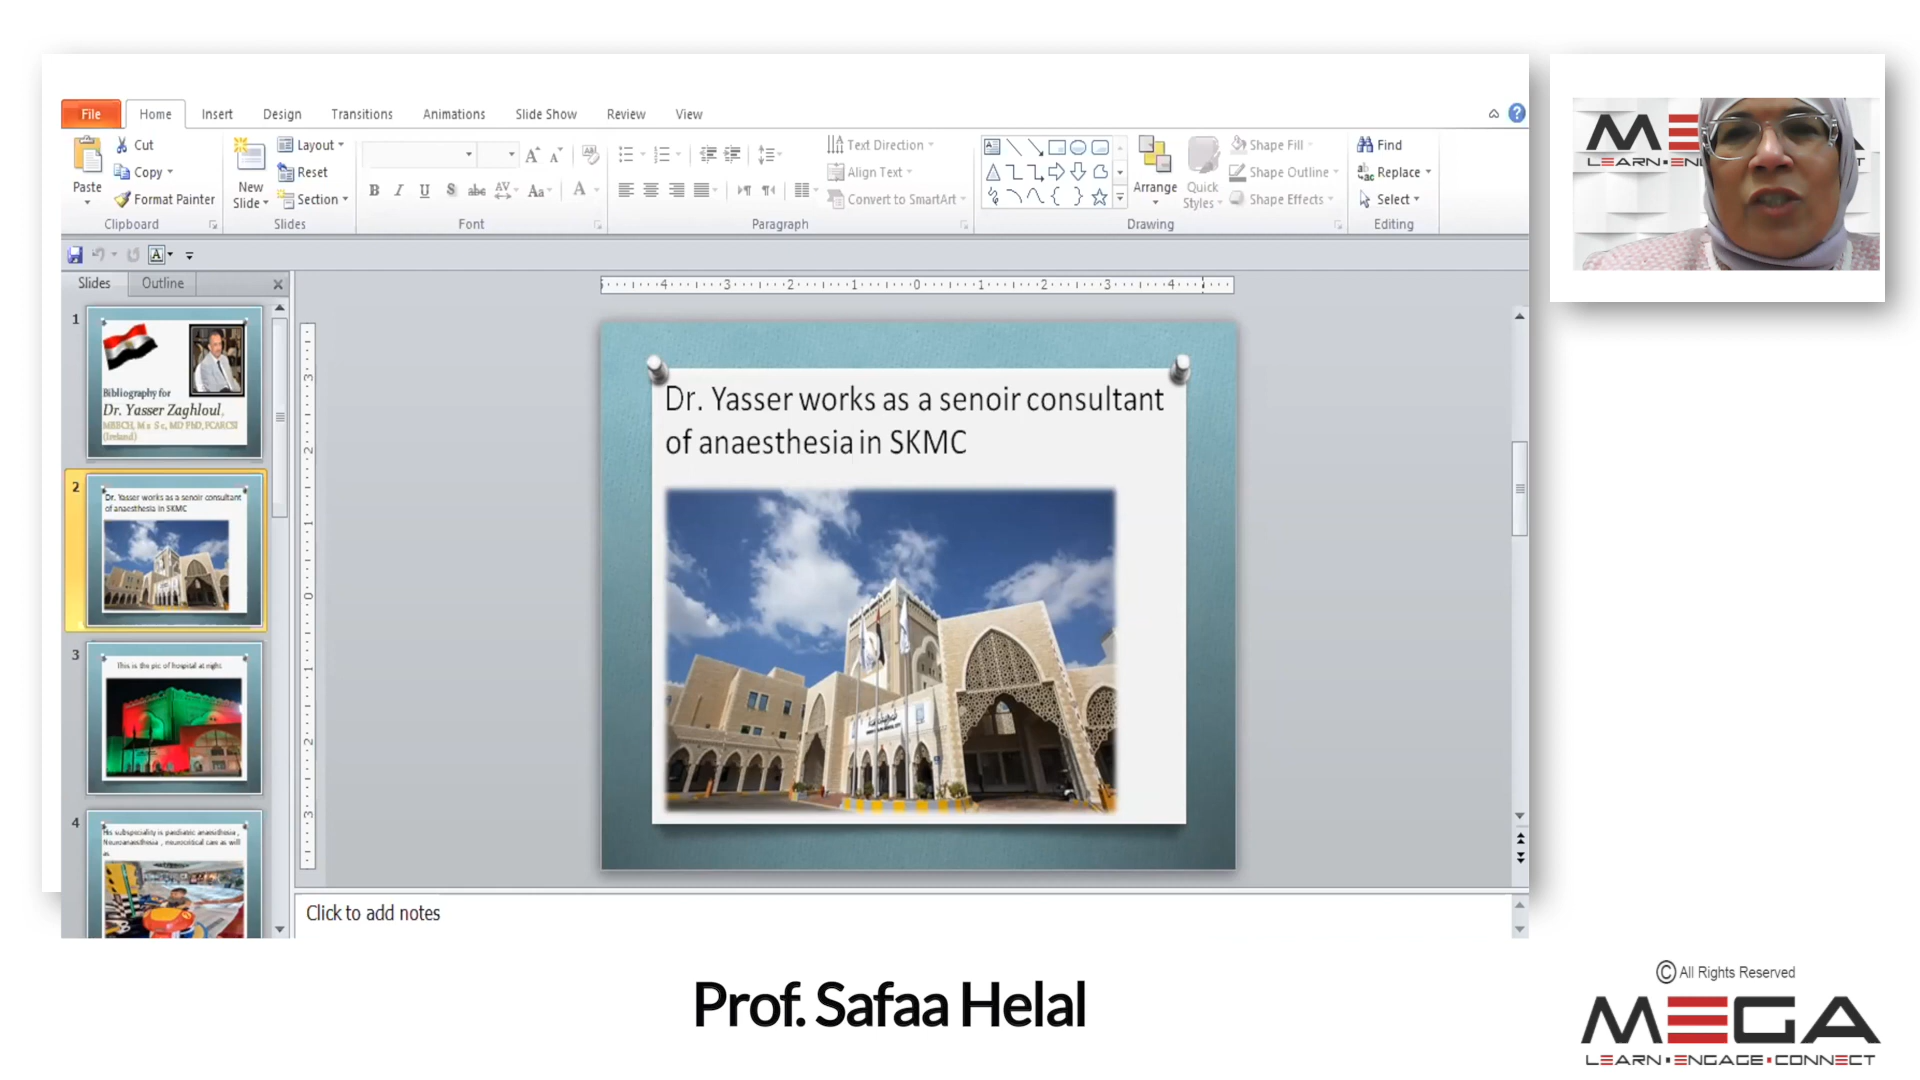 File Home Insert Design Transitions Animations Slide Show Review View
Paste
Cut
Copy
Format Painter
Clipboard
New
Slide
Layout
Reset
Section
Slides
Font
Text Direction
Align Text
Convert to SmartArt
Paragraph
Arrange
Quick
Styles
Shape Fill
Shape Outline
Shape Effects
Drawing
Find
Replace
Select
Editing
Slides Outline
1
Bibliography for
Dr. Yasser Zaghloul,
(Ireland)
2
Dr. Yasser works as a senoir consultant
of anaesthesia in SKMC
3
This is the pic of hospital at night
4
His subspeciality is paediatric anaesthesia ,
Neuroanaesthesia , neurocritical care as will
as
Dr. Yasser works as a senoir consultant
of anaesthesia in SKMC
Click to add notes
Prof. Safaa Helal
© All Rights Reserved
MEGA
LEARN•ENGAGE•CONNECT